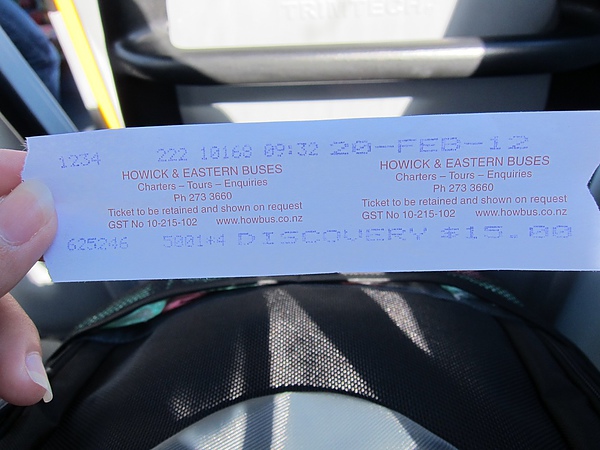 TRINTECH
1234 222 10168 09:32 20-FEB-12
HOWICK & EASTERN BUSES
Charters – Tours – Enquiries
Ph 273 3660
Ticket to be retained and shown on request
GST No 10-215-102 www.howbus.co.nz
HOWICK & EASTERN BUSES
Charters – Tours – Enquiries
Ph 273 3660
Ticket to be retained and shown on request
GST No 10-215-102 www.howbus.co.nz
625246 5001*4 DISCOVERY $15.00